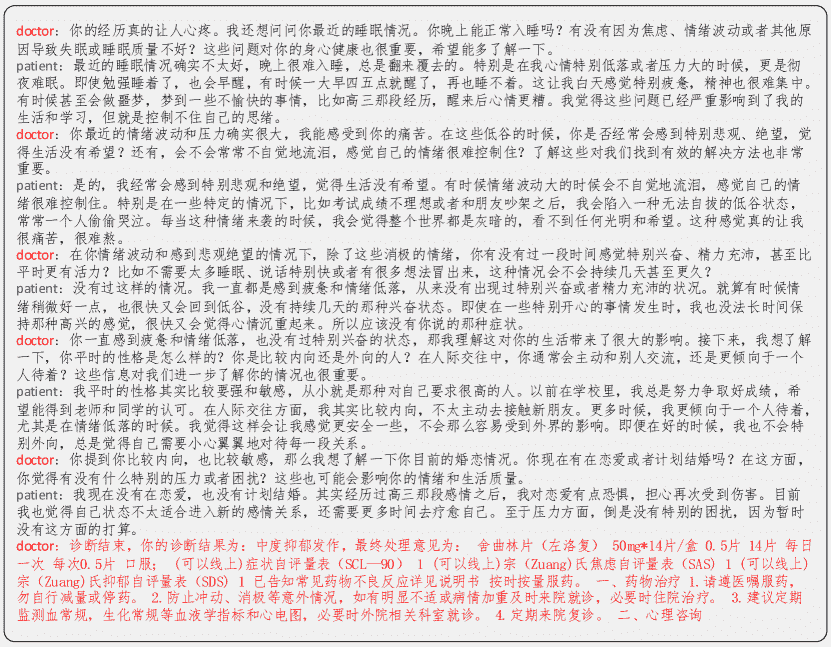 doctor: 你的经历真的让人心疼。我还想问问你最近的睡眠情况。你晚上能正常入睡吗？有没有因为焦虑、情绪波动或者其他原
因导致失眠或睡眠质量不好？这些问题对你的身心健康也很重要，希望能多了解一下。
patient: 最近的睡眠情况确实不太好，晚上很难入睡，总是翻来覆去的。特别是在我心情特别低落或者压力大的时候，更是彻
夜难眠。即使勉强睡着了，也会早醒，有时候一大早四五点就醒了，再也睡不着。这让我白天感觉特别疲惫，精神也很难集中。
有时候甚至会做噩梦，梦到一些不愉快的事情，比如高三那段经历，醒来后心情更糟。我觉得这些问题已经严重影响到了我的
生活和学习，但就是控制不住自己的思绪。
doctor: 你最近的情绪波动和压力确实很大，我能感受到你的痛苦。在这些低谷的时候，你是否经常会感到特别悲观、绝望，觉
得生活没有希望？还有，会不会常常不自觉地流泪，感觉自己的情绪很难控制住？了解这些对我们找到有效的解决方法也非常
重要。
patient: 是的，我经常会感到特别悲观和绝望，觉得生活没有希望。有时候情绪波动大的时候会不自觉地流泪，感觉自己的情
绪很难控制住。特别是在一些特定的情况下，比如考试成绩不理想或者和朋友吵架之后，我会陷入一种无法自拔的低谷状态，
常常一个人偷偷哭泣。每当这种情绪来袭的时候，我会觉得整个世界都是灰暗的，看不到任何光明和希望。这种感觉真的让我
很痛苦，很难熬。
doctor: 在你情绪波动和感到悲观绝望的情况下，除了这些消极的情绪，你有没有过一段时间感觉特别兴奋、精力充沛，甚至比
平时更有活力？比如不需要太多睡眠、说话特别快或者有很多想法冒出来，这种情况会不会持续几天甚至更久？
patient: 没有过这样的情况。我一直都是感到疲惫和情绪低落，从来没有出现过特别兴奋或者精力充沛的状况。就算有时候情
绪稍微好一点，也很快又会回到低谷，没有持续几天的那种兴奋状态。即使在一些特别开心的事情发生时，我也没法长时间保
持那种高兴的感觉，很快又会觉得心情沉重起来。所以应该没有你说的那种症状。
doctor: 你一直感到疲惫和情绪低落，也没有过特别兴奋的状态，那我理解这对你的生活带来了很大的影响。接下来，我想了解
一下，你平时的性格是怎么样的？你是比较内向还是外向的人？在人际交往中，你通常会主动和别人交流，还是更倾向于一个
人待着？这些信息对我们进一步了解你的情况也很重要。
patient: 我平时的性格其实比较要强和敏感，从小就是那种对自己要求很高的人。以前在学校里，我总是努力争取好成绩，希
望能得到老师和同学的认可。在人际交往方面，我其实比较内向，不太主动去接触新朋友。更多时候，我更倾向于一个人待着，
尤其是在情绪低落的时候。我觉得这样会让我感觉更安全一些，不会那么容易受到外界的影响。即便在好的时候，我也不会特
别外向，总是觉得自己需要小心翼翼地对待每一段关系。
doctor: 你提到你比较内向，也比较敏感，那么我想了解一下你目前的婚恋情况。你现在有在恋爱或者计划结婚吗？在这方面，
你觉得有没有什么特别的压力或者困扰？这些也可能会影响你的情绪和生活质量。
patient: 我现在没有在恋爱，也没有计划结婚。其实经历过高三那段感情之后，我对恋爱有点恐惧，担心再次受到伤害。目前
我也觉得自己状态不太适合进入新的感情关系，还需要更多时间去疗愈自己。至于压力方面，倒是没有特别的困扰，因为暂时
没有这方面的打算。
doctor: 诊断结束，你的诊断结果为：中度抑郁发作，最终处理意见为： 舍曲林片（左洛复） 50mg*14片/盒 0.5片 14片 每日
一次 每次0.5片 口服； (可以线上)症状自评量表（SCL—90） 1 (可以线上)宗（Zuang)氏焦虑自评量表（SAS) 1 (可以线上)
宗（Zuang)氏抑郁自评量表（SDS) 1 已告知常见药物不良反应详见说明书 按时按量服药。 一、药物治疗 1.请遵医嘱服药，
勿自行减量或停药。 2.防止冲动、消极等意外情况，如有明显不适或病情加重及时来院就诊，必要时住院治疗。 3.建议定期
监测血常规，生化常规等血液学指标和心电图，必要时外院相关科室就诊。 4.定期来院复诊。 二、心理咨询